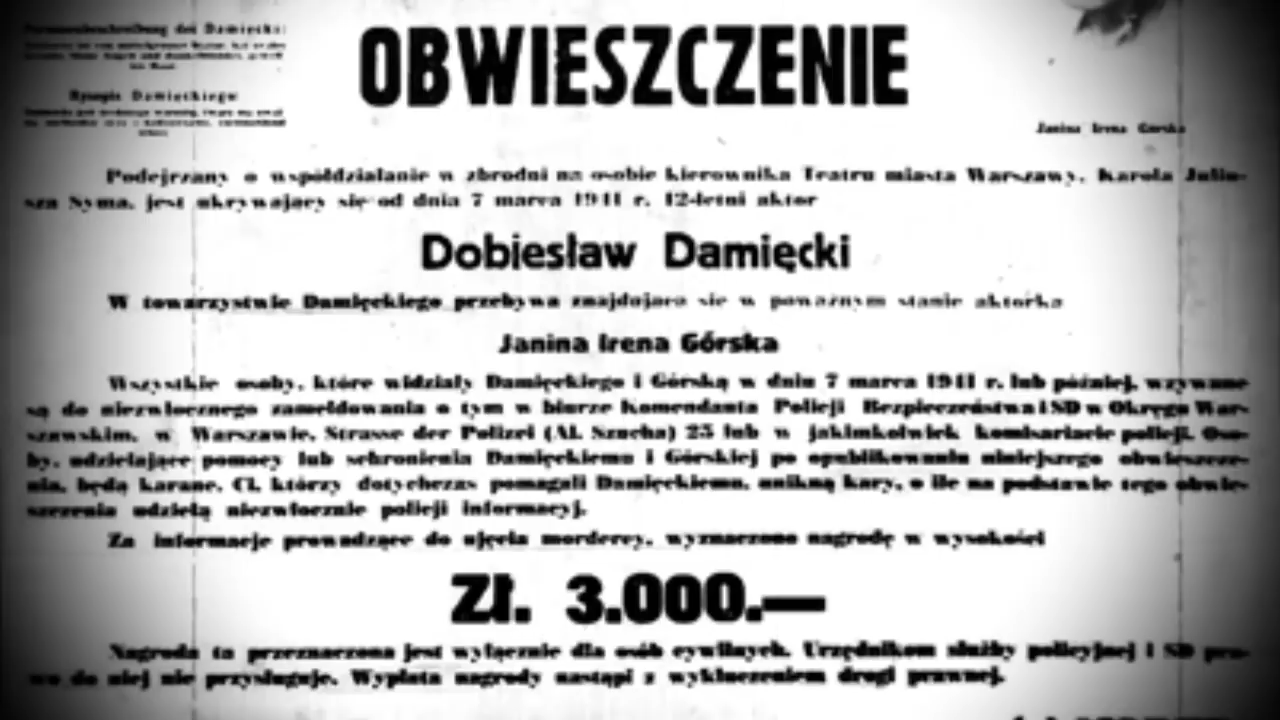 Personenbeschreibung des Damięcki:
OBWIESZCZENIE
Rysopis Damięckiego
Janina Irena Górska
Podejrzany o współdziałanie w zbrodni na osobie kierownika Teatru miasta Warszawy, Karola Juliu-
sza Syma, jest ukrywający się od dnia 7 marca 1941 r. 42-letni aktor
Dobiesław Damięcki
W towarzystwie Damięckiego przebywa znajdująca się w poważnym stanie aktorka
Janina Irena Górska
Wszystkie osoby, które widziały Damięckiego i Górską w dniu 7 marca 1941 r. lub później, wzywane
są do niezwłocznego zameldowania o tym w biurze Komendanta Policji Bezpieczeństwa i SD w Okręgu War-
szawskim, w Warszawie, Strasse der Polizei (Al. Szucha) 25 lub w jakimkolwiek komisariacie policji. Oso-
by, udzielające pomocy lub schronienia Damięckiemu i Górskiej po opublikowaniu niniejszego obwieszcze-
nia, będą karane. Ci, którzy dotychczas pomagali Damięckiemu, unikną kary, o ile na podstawie tego obwie-
szczenia udzielą niezwłocznie policji informacyj.
Za informacje prowadzące do ujęcia mordercy, wyznaczono nagrodę w wysokości
Zł. 3.000.—
Nagroda ta przeznaczona jest wyłącznie dla osób cywilnych. Urzędnikom służby policyjnej i SD pra-
wo do niej nie przysługuje. Wypłata nagrody nastąpi z wykluczeniem drogi prawnej.